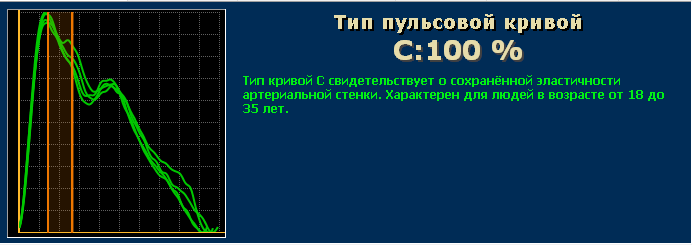 Тип пульсовой кривой
C:100 %
Тип кривой С свидетельствует о сохранённой эластичности
артериальной стенки. Характерен для людей в возрасте от 18 до
35 лет.